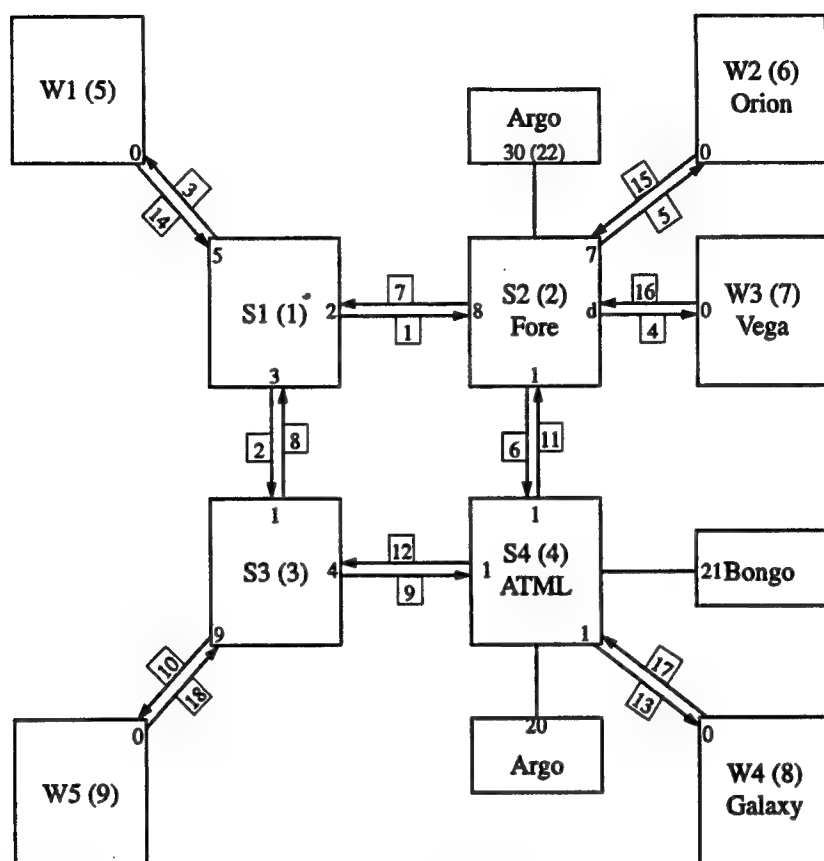 W1 (5)
0
3
14
5
Argo
30 (22)
W2 (6)
Orion
0
15
5
7
S1 (1)
2
3
7
1
8
S2 (2)
Fore
d
1
16
4
0
W3 (7)
Vega
2
8
6
11
1
S3 (3)
4
9
12
9
1
1
S4 (4)
ATML
1
21 Bongo
10
18
0
W5 (9)
20
Argo
17
13
0
W4 (8)
Galaxy